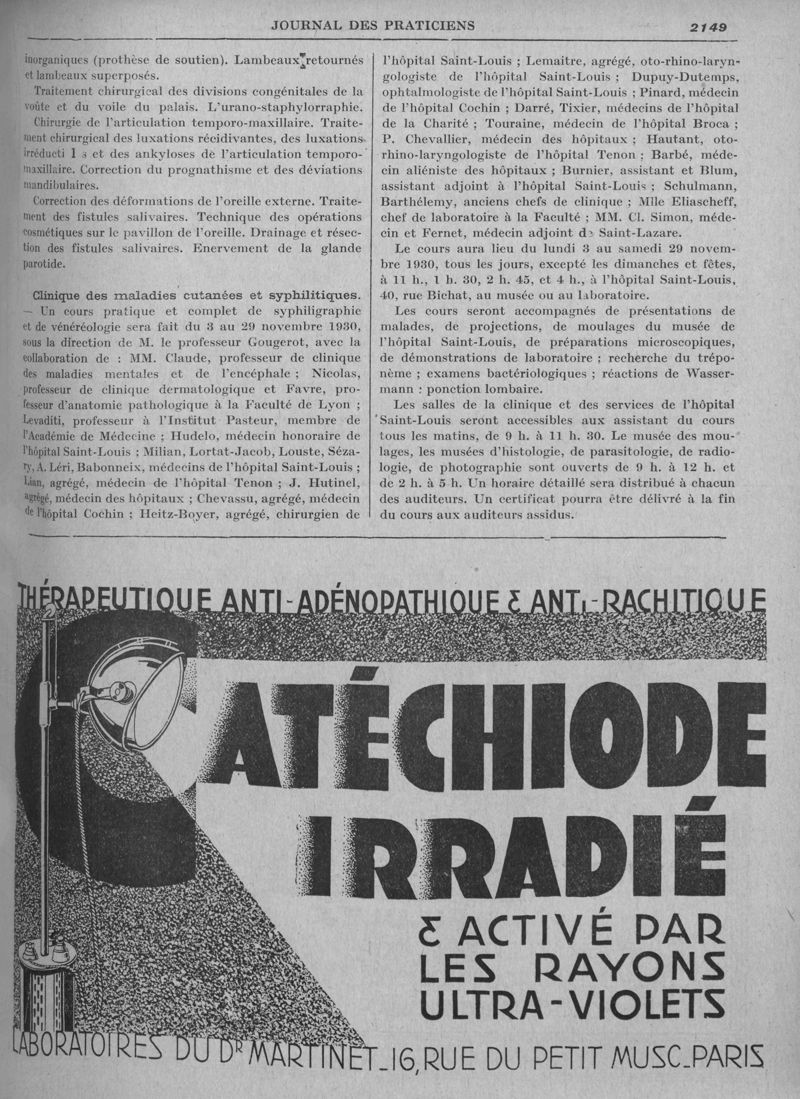 JOURNAL DES PRATICIENS 2149
inorganiques (prothèse de soutien). Lambeaux retournés
et lambeaux superposés.
Traitement chirurgical des divisions congénitales de la
voûte et du voile du palais. L'urano-staphylorraphie.
Chirurgie de l'articulation temporo-maxillaire. Traite-
ment chirurgical des luxations récidivantes, des luxations
irréducti l s et des ankyloses de l'articulation temporo-
maxillaire. Correction du prognathisme et des déviations
mandibulaires.
Correction des déformations de l'oreille externe. Traite-
ment des fistules salivaires. Technique des opérations
cosmétiques sur le pavillon de l'oreille. Drainage et résec-
tion des fistules salivaires. Enervement de la glande
parotide.
Clinique des maladies cutanées et syphilitiques.
— Un cours pratique et complet de syphiligraphie
et de vénéréologie sera fait du 3 au 29 novembre 1930,
sous la direction de M. le professeur Gougerot, avec la
collaboration de : MM. Claude, professeur de clinique
des maladies mentales et de l'encéphale ; Nicolas,
professeur de clinique dermatologique et Favre, pro-
fesseur d'anatomie pathologique à la Faculté de Lyon ;
Levaditi, professeur à l'Institut Pasteur, membre de
l'Académie de Médecine ; Hudelo, médecin honoraire de
l'hôpital Saint-Louis ; Milian, Lortat-Jacob, Louste, Séza-
ry, A. Léri, Babonneix, médecins de l'hôpital Saint-Louis ;
Lian, agrégé, médecin de l'hôpital Tenon ; J. Hutinel,
agrégé, médecin des hôpitaux ; Chevassu, agrégé, médecin
de l'hôpital Cochin ; Heitz-Boyer, agrégé, chirurgien de
l'hôpital Saint-Louis ; Lemaitre, agrégé, oto-rhino-laryn-
gologiste de l'hôpital Saint-Louis ; Dupuy-Dutemps,
ophtalmologiste de l'hôpital Saint-Louis ; Pinard, médecin
de l'hôpital Cochin ; Darré, Tixier, médecins de l'hôpital
de la Charité ; Touraine, médecin de l'hôpital Broca ;
P. Chevallier, médecin des hôpitaux ; Hautant, oto-
rhino-laryngologiste de l'hôpital Tenon ; Barbé, méde-
cin aliéniste des hôpitaux ; Burnier, assistant et Blum,
assistant adjoint à l'hôpital Saint-Louis ; Schulmann,
Barthélemy, anciens chefs de clinique ; Mlle Eliascheff,
chef de laboratoire à la Faculté ; MM. Cl. Simon, méde-
cin et Fernet, médecin adjoint de Saint-Lazare.
Le cours aura lieu du lundi 3 au samedi 29 novem-
bre 1930, tous les jours, excepté les dimanches et fêtes,
à 11 h., 1 h. 30, 2 h. 45, et 4 h., à l'hôpital Saint-Louis,
40, rue Bichat, au musée ou au laboratoire.
Les cours seront accompagnés de présentations de
malades, de projections, de moulages du musée de
l'hôpital Saint-Louis, de préparations microscopiques,
de démonstrations de laboratoire ; recherche du trépo-
nème ; examens bactériologiques ; réactions de Wasser-
mann : ponction lombaire.
Les salles de la clinique et des services de l'hôpital
Saint-Louis seront accessibles aux assistant du cours
tous les matins, de 9 h. à 11 h. 30. Le musée des mou-
lages, les musées d'histologie, de parasitologie, de radio-
logie, de photographie sont ouverts de 9 h. à 12 h. et
de 2 h. à 5 h. Un horaire détaillé sera distribué à chacun
des auditeurs. Un certificat pourra être délivré à la fin
du cours aux auditeurs assidus.
THÉRAPEUTIQUE ANTI-ADÉNOPATHIQUE & ANTI-RACHITIQUE
CATÉCHIODE
IRRADIÉ
& ACTIVÉ PAR
LES RAYONS
ULTRA-VIOLETS
LABORATOIRES DU Dr MARTINET_16, RUE DU PETIT MUSC_PARIS